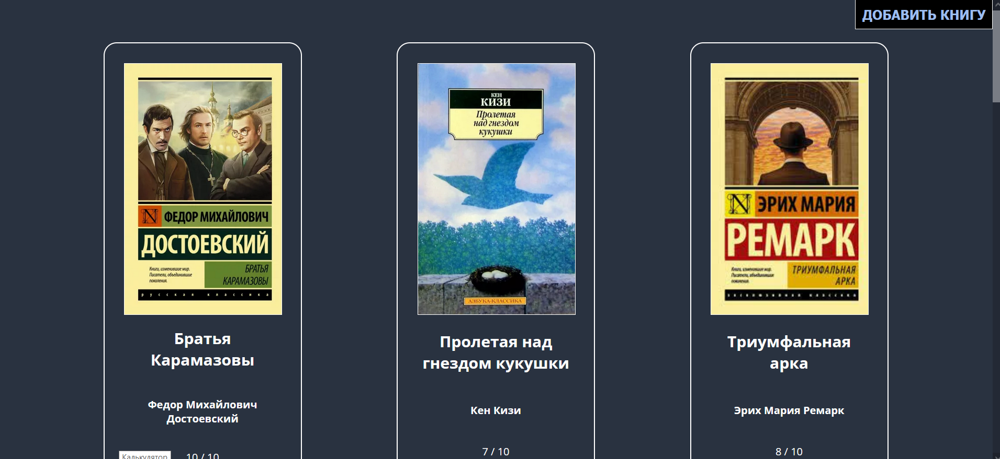 ДОБАВИТЬ КНИГУ
N ФЕДОР МИХАЙЛОВИЧ
ДОСТОЕВСКИЙ
Книги, изменившие мир.
Писатели, объединившие
поколения.
БРАТЬЯ
КАРАМАЗОВЫ
русская классика
Братья
Карамазовы
Федор Михайлович
Достоевский
10 / 10
Калькулятор
КЕН
КИЗИ
Пролетая
над гнездом
кукушки
АЗБУКА-КЛАССИКА
Пролетая над
гнездом кукушки
Кен Кизи
7 / 10
N ЭРИХ МАРИЯ
РЕМАРК
Книги, изменившие мир.
Писатели, объединившие
поколения.
ТРИУМФАЛЬНАЯ
АРКА
эксклюзивная классика
Триумфальная
арка
Эрих Мария Ремарк
8 / 10